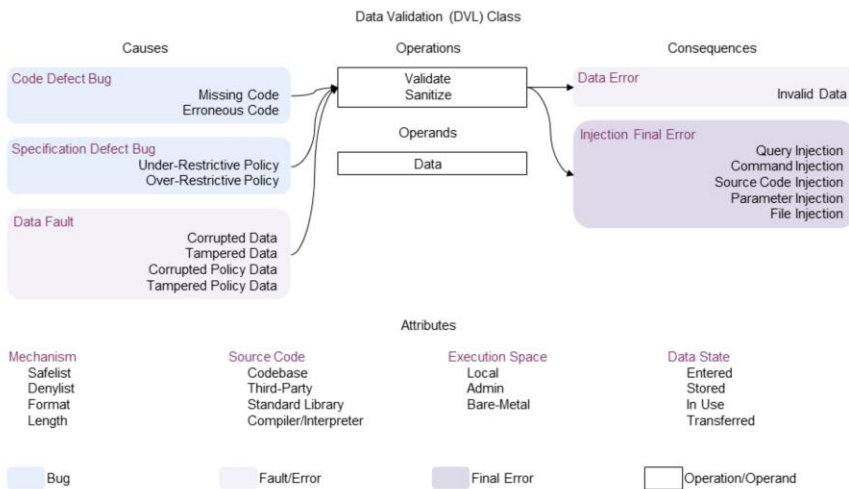 Data Validation (DVL) Class
Causes
Operations
Consequences
Code Defect Bug
Missing Code
Erroneous Code
Specification Defect Bug
Under-Restrictive Policy
Over-Restrictive Policy
Data Fault
Corrupted Data
Tampered Data
Corrupted Policy Data
Tampered Policy Data
Validate
Sanitize
Operands
Data
Data Error
Invalid Data
Injection Final Error
Query Injection
Command Injection
Source Code Injection
Parameter Injection
File Injection
Attributes
Mechanism
Safelist
Denylist
Format
Length
Source Code
Codebase
Third-Party
Standard Library
Compiler/Interpreter
Execution Space
Local
Admin
Bare-Metal
Data State
Entered
Stored
In Use
Transferred
Bug
Fault/Error
Final Error
Operation/Operand